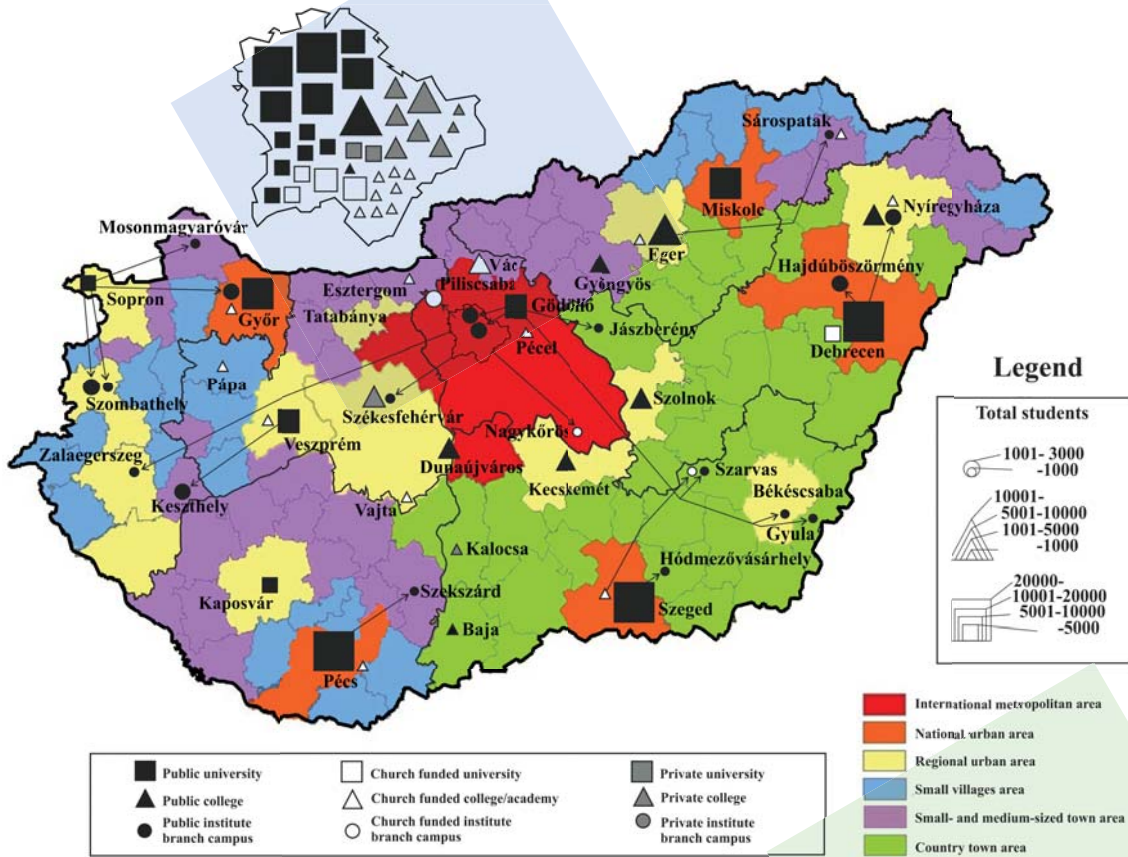 Sárospatak
Miskolc
Nyíregyháza
Mosonmagyaróvár
Eger
Hajdúböszörmény
Vác
Gyöngyös
Esztergom
Piliscsaba
Sopron
Tatabánya
Gödöllő
Győr
Jászberény
Debrecen
Pécel
Legend
Pápa
Szombathely
Székesfehérvár
Szolnok
Total students
Veszprém
Nagykőrös
1001- 3000
-1000
Zalaegerszeg
Dunaújváros
Szarvas
Keszthely
Kecskemét
Békéscsaba
10001-
5001-10000
1001-5000
-1000
Vajta
Gyula
Kalocsa
Hódmezővásárhely
Szekszárd
20000-
10001-20000
5001-10000
-5000
Kaposvár
Szeged
Baja
Pécs
International metropolitan area
National urban area
Regional urban area
Small villages area
Small- and medium-sized town area
Country town area
Public university
Church funded university
Private university
Public college
Church funded college/academy
Private college
Public institute
branch campus
Church funded institute
branch campus
Private institute
branch campus